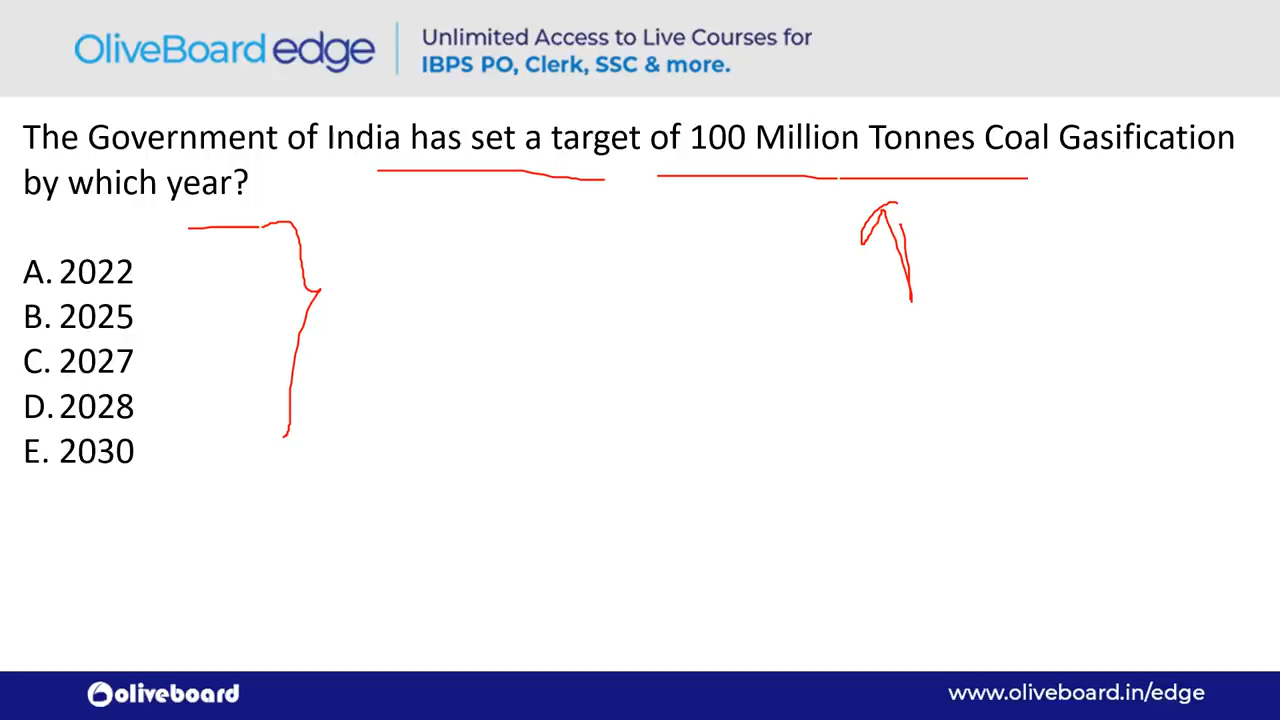 OliveBoard edge
Unlimited Access to Live Courses for
IBPS PO, Clerk, SSC & more.
The Government of India has set a target of 100 Million Tonnes Coal Gasification
by which year?
A. 2022
B. 2025
C. 2027
D. 2028
E. 2030
oliveboard
www.oliveboard.in/edge